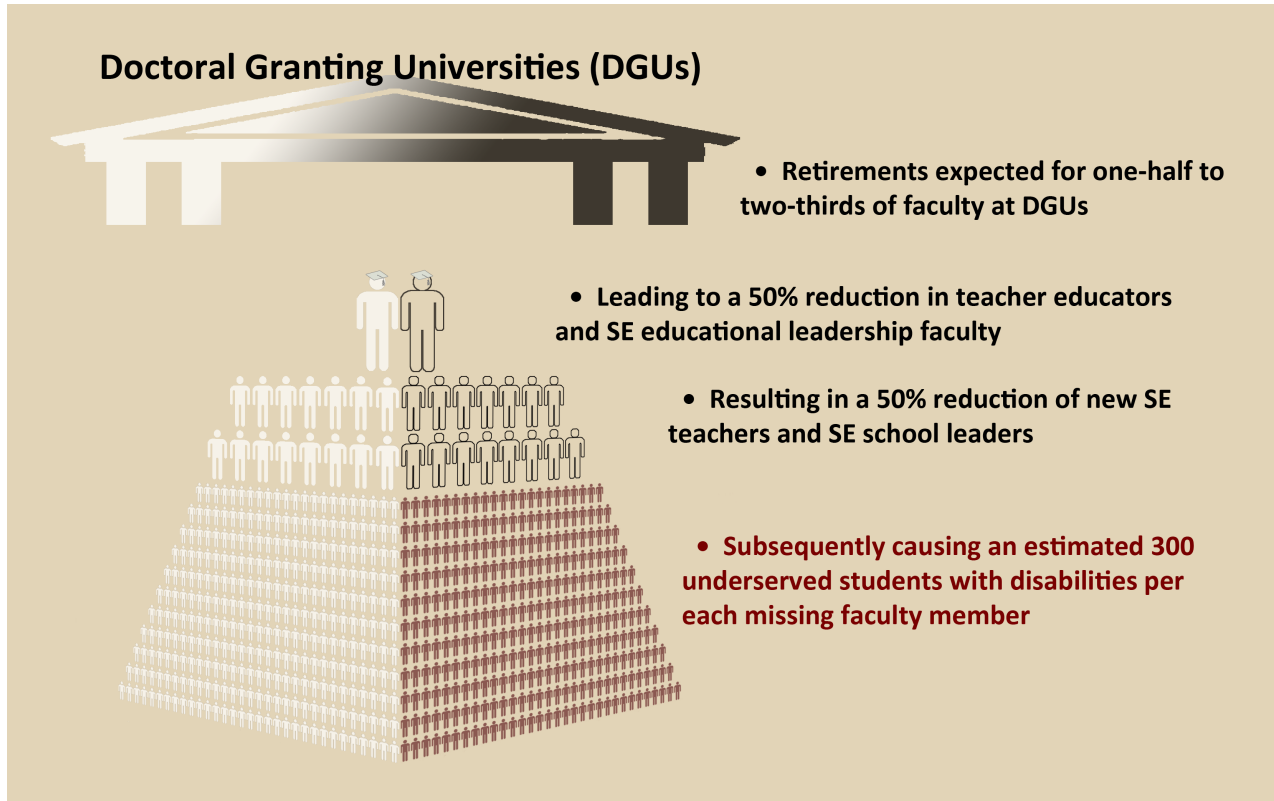 Doctoral Granting Universities (DGUs)
• Retirements expected for one-half to
two-thirds of faculty at DGUs
• Leading to a 50% reduction in teacher educators
and SE educational leadership faculty
• Resulting in a 50% reduction of new SE
teachers and SE school leaders
• Subsequently causing an estimated 300
underserved students with disabilities per
each missing faculty member